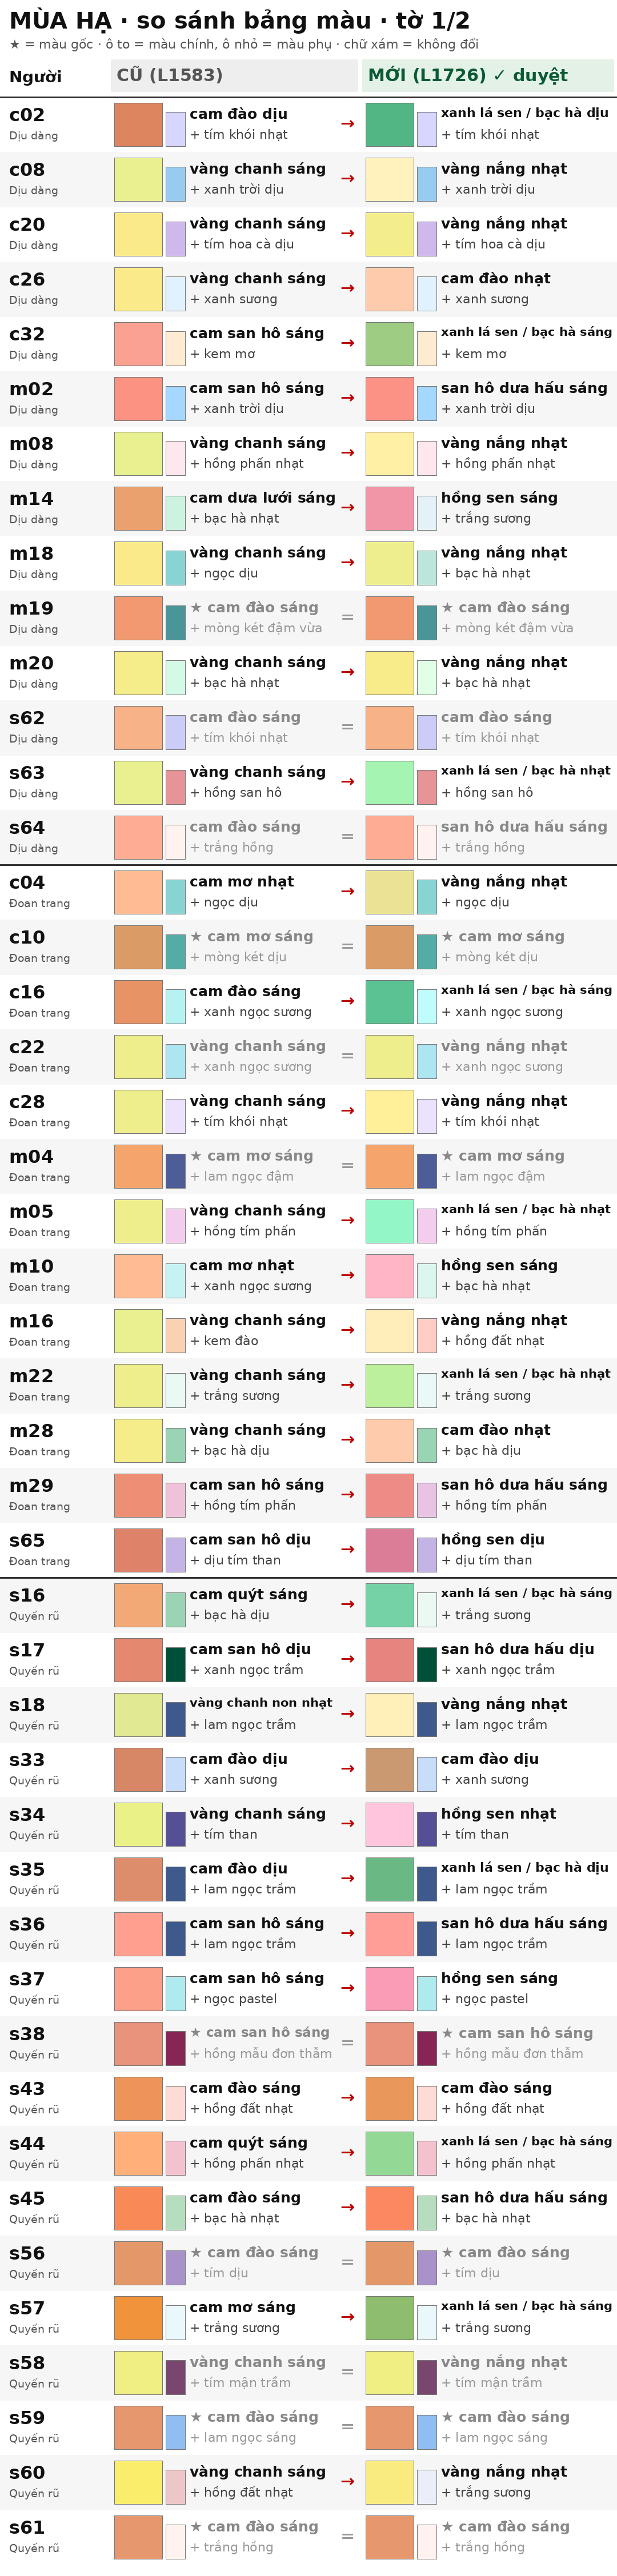 MÙA HẠ · so sánh bảng màu · tờ 1/2
★ = màu gốc · ô to = màu chính, ô nhỏ = màu phụ · chữ xám = không đổi
Người CŨ (L1583) MỚI (L1726) ✓ duyệt
c02 cam đào dịu → xanh lá sen / bạc hà dịu
Dịu dàng + tím khói nhạt + tím khói nhạt
c08 vàng chanh sáng → vàng nắng nhạt
Dịu dàng + xanh trời dịu + xanh trời dịu
c20 vàng chanh sáng → vàng nắng nhạt
Dịu dàng + tím hoa cà dịu + tím hoa cà dịu
c26 vàng chanh sáng → cam đào nhạt
Dịu dàng + xanh sương + xanh sương
c32 cam san hô sáng → xanh lá sen / bạc hà sáng
Dịu dàng + kem mơ + kem mơ
m02 cam san hô sáng → san hô dưa hấu sáng
Dịu dàng + xanh trời dịu + xanh trời dịu
m08 vàng chanh sáng → vàng nắng nhạt
Dịu dàng + hồng phấn nhạt + hồng phấn nhạt
m14 cam dưa lưới sáng → hồng sen sáng
Dịu dàng + bạc hà nhạt + trắng sương
m18 vàng chanh sáng → vàng nắng nhạt
Dịu dàng + ngọc dịu + bạc hà nhạt
m19 ★ cam đào sáng = ★ cam đào sáng
Dịu dàng + mòng két đậm vừa + mòng két đậm vừa
m20 vàng chanh sáng → vàng nắng nhạt
Dịu dàng + bạc hà nhạt + bạc hà nhạt
s62 cam đào sáng = cam đào sáng
Dịu dàng + tím khói nhạt + tím khói nhạt
s63 vàng chanh sáng → xanh lá sen / bạc hà nhạt
Dịu dàng + hồng san hô + hồng san hô
s64 cam đào sáng = san hô dưa hấu sáng
Dịu dàng + trắng hồng + trắng hồng
c04 cam mơ nhạt → vàng nắng nhạt
Đoan trang + ngọc dịu + ngọc dịu
c10 ★ cam mơ sáng = ★ cam mơ sáng
Đoan trang + mòng két dịu + mòng két dịu
c16 cam đào sáng → xanh lá sen / bạc hà sáng
Đoan trang + xanh ngọc sương + xanh ngọc sương
c22 vàng chanh sáng = vàng nắng nhạt
Đoan trang + xanh ngọc sương + xanh ngọc sương
c28 vàng chanh sáng → vàng nắng nhạt
Đoan trang + tím khói nhạt + tím khói nhạt
m04 ★ cam mơ sáng = ★ cam mơ sáng
Đoan trang + lam ngọc đậm + lam ngọc đậm
m05 vàng chanh sáng → xanh lá sen / bạc hà nhạt
Đoan trang + hồng tím phấn + hồng tím phấn
m10 cam mơ nhạt → hồng sen sáng
Đoan trang + xanh ngọc sương + bạc hà nhạt
m16 vàng chanh sáng → vàng nắng nhạt
Đoan trang + kem đào + hồng đất nhạt
m22 vàng chanh sáng → xanh lá sen / bạc hà nhạt
Đoan trang + trắng sương + trắng sương
m28 vàng chanh sáng → cam đào nhạt
Đoan trang + bạc hà dịu + bạc hà dịu
m29 cam san hô sáng → san hô dưa hấu sáng
Đoan trang + hồng tím phấn + hồng tím phấn
s65 cam san hô dịu → hồng sen dịu
Đoan trang + dịu tím than + dịu tím than
s16 cam quýt sáng → xanh lá sen / bạc hà sáng
Quyến rũ + bạc hà dịu + trắng sương
s17 cam san hô dịu → san hô dưa hấu dịu
Quyến rũ + xanh ngọc trầm + xanh ngọc trầm
s18 vàng chanh non nhạt → vàng nắng nhạt
Quyến rũ + lam ngọc trầm + lam ngọc trầm
s33 cam đào dịu → cam đào dịu
Quyến rũ + xanh sương + xanh sương
s34 vàng chanh sáng → hồng sen nhạt
Quyến rũ + tím than + tím than
s35 cam đào dịu → xanh lá sen / bạc hà dịu
Quyến rũ + lam ngọc trầm + lam ngọc trầm
s36 cam san hô sáng → san hô dưa hấu sáng
Quyến rũ + lam ngọc trầm + lam ngọc trầm
s37 cam san hô sáng → hồng sen sáng
Quyến rũ + ngọc pastel + ngọc pastel
s38 ★ cam san hô sáng = ★ cam san hô sáng
Quyến rũ + hồng mẫu đơn thẫm + hồng mẫu đơn thẫm
s43 cam đào sáng → cam đào sáng
Quyến rũ + hồng đất nhạt + hồng đất nhạt
s44 cam quýt sáng → xanh lá sen / bạc hà sáng
Quyến rũ + hồng phấn nhạt + hồng phấn nhạt
s45 cam đào sáng → san hô dưa hấu sáng
Quyến rũ + bạc hà nhạt + bạc hà nhạt
s56 ★ cam đào sáng = ★ cam đào sáng
Quyến rũ + tím dịu + tím dịu
s57 cam mơ sáng → xanh lá sen / bạc hà sáng
Quyến rũ + trắng sương + trắng sương
s58 vàng chanh sáng = vàng nắng nhạt
Quyến rũ + tím mận trầm + tím mận trầm
s59 ★ cam đào sáng = ★ cam đào sáng
Quyến rũ + lam ngọc sáng + lam ngọc sáng
s60 vàng chanh sáng → vàng nắng nhạt
Quyến rũ + hồng đất nhạt + trắng sương
s61 ★ cam đào sáng = ★ cam đào sáng
Quyến rũ + trắng hồng + trắng hồng